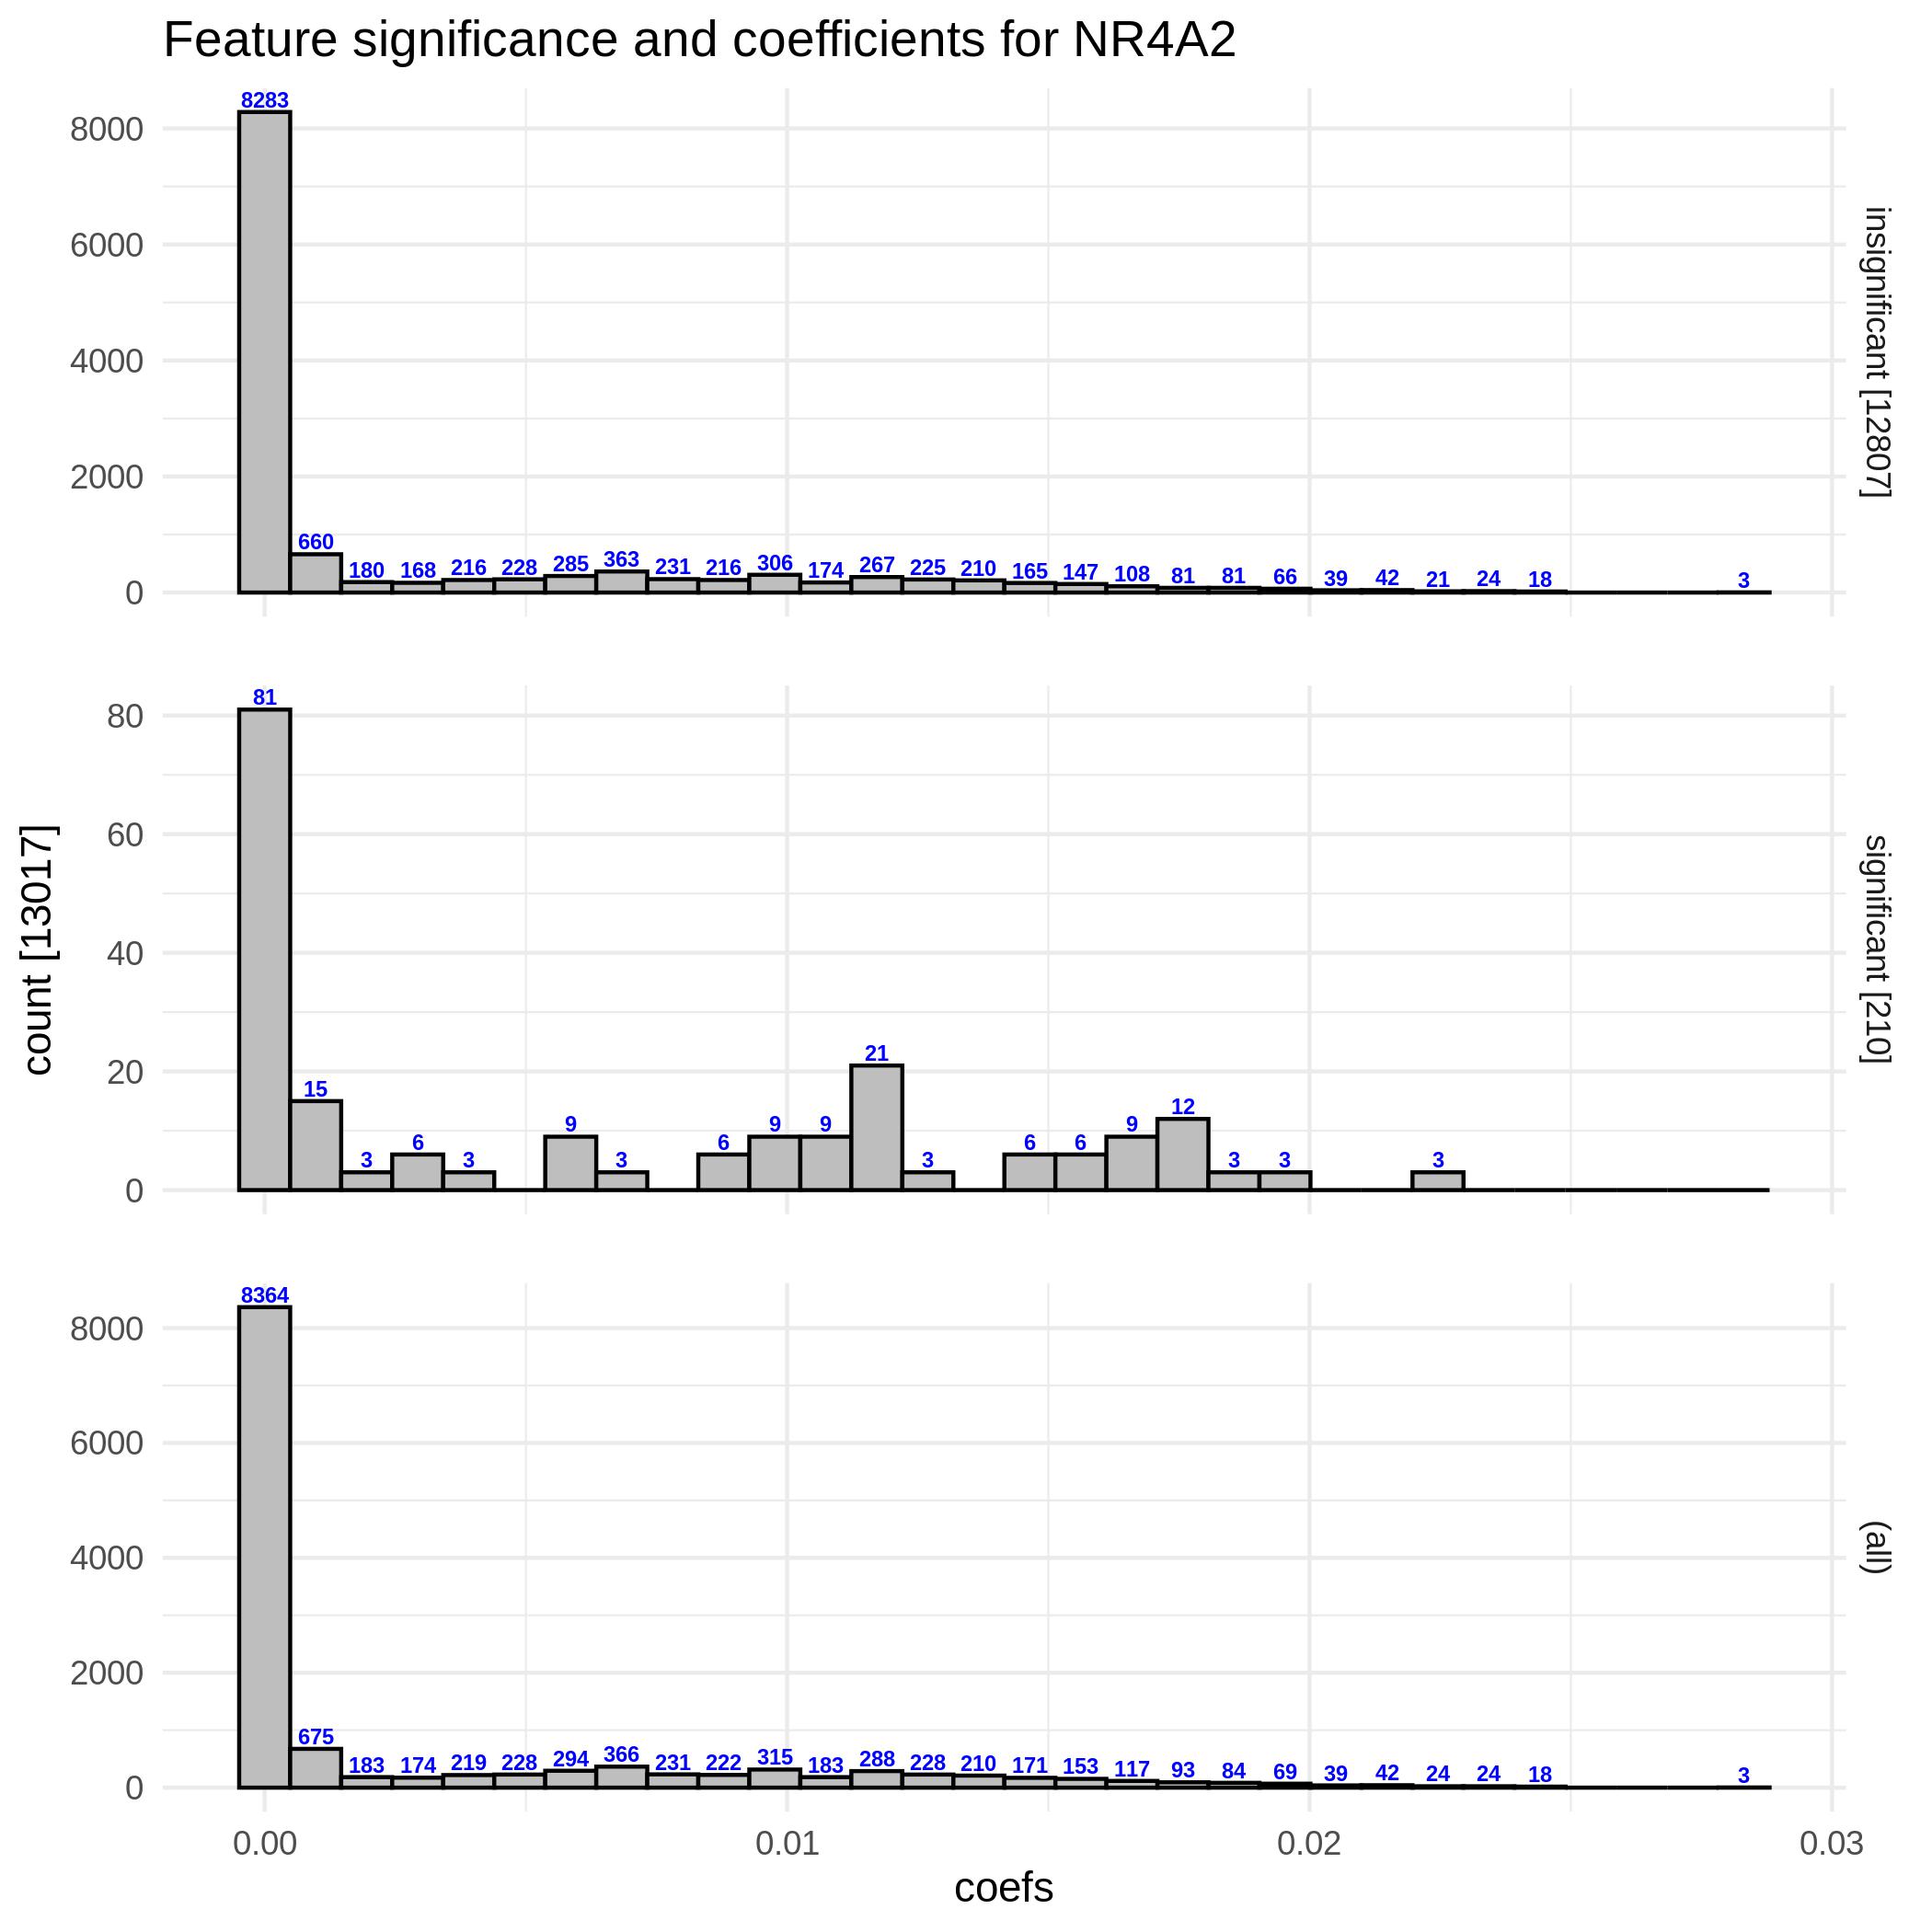 Feature significance and coefficients for NR4A2
8283
8000
6000
4000
2000
0
660 180 168 216 228 285 363 231 216 306 174 267 225 210 165 147 108 81 81 66 39 42 21 24 18 3
insignificant [12807]
81
80
60
40
20
0
15 3 6 3 9 3 6 9 9 21 3 6 6 9 12 3 3 3
significant [210]
count [13017]
8364
8000
6000
4000
2000
0
675 183 174 219 228 294 366 231 222 315 183 288 228 210 171 153 117 93 84 69 39 42 24 24 18 3
(all)
0.00 0.01 0.02 0.03
coefs